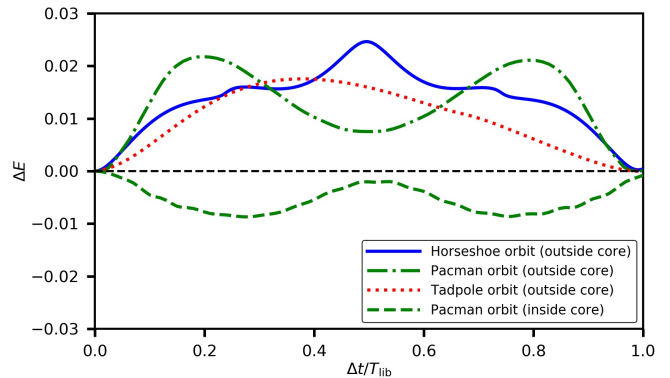 0.03
0.02
0.01
0.00
−0.01
−0.02
−0.03
ΔE
Horseshoe orbit (outside core)
Pacman orbit (outside core)
Tadpole orbit (outside core)
Pacman orbit (inside core)
0.0 0.2 0.4 0.6 0.8 1.0
Δt/T_lib